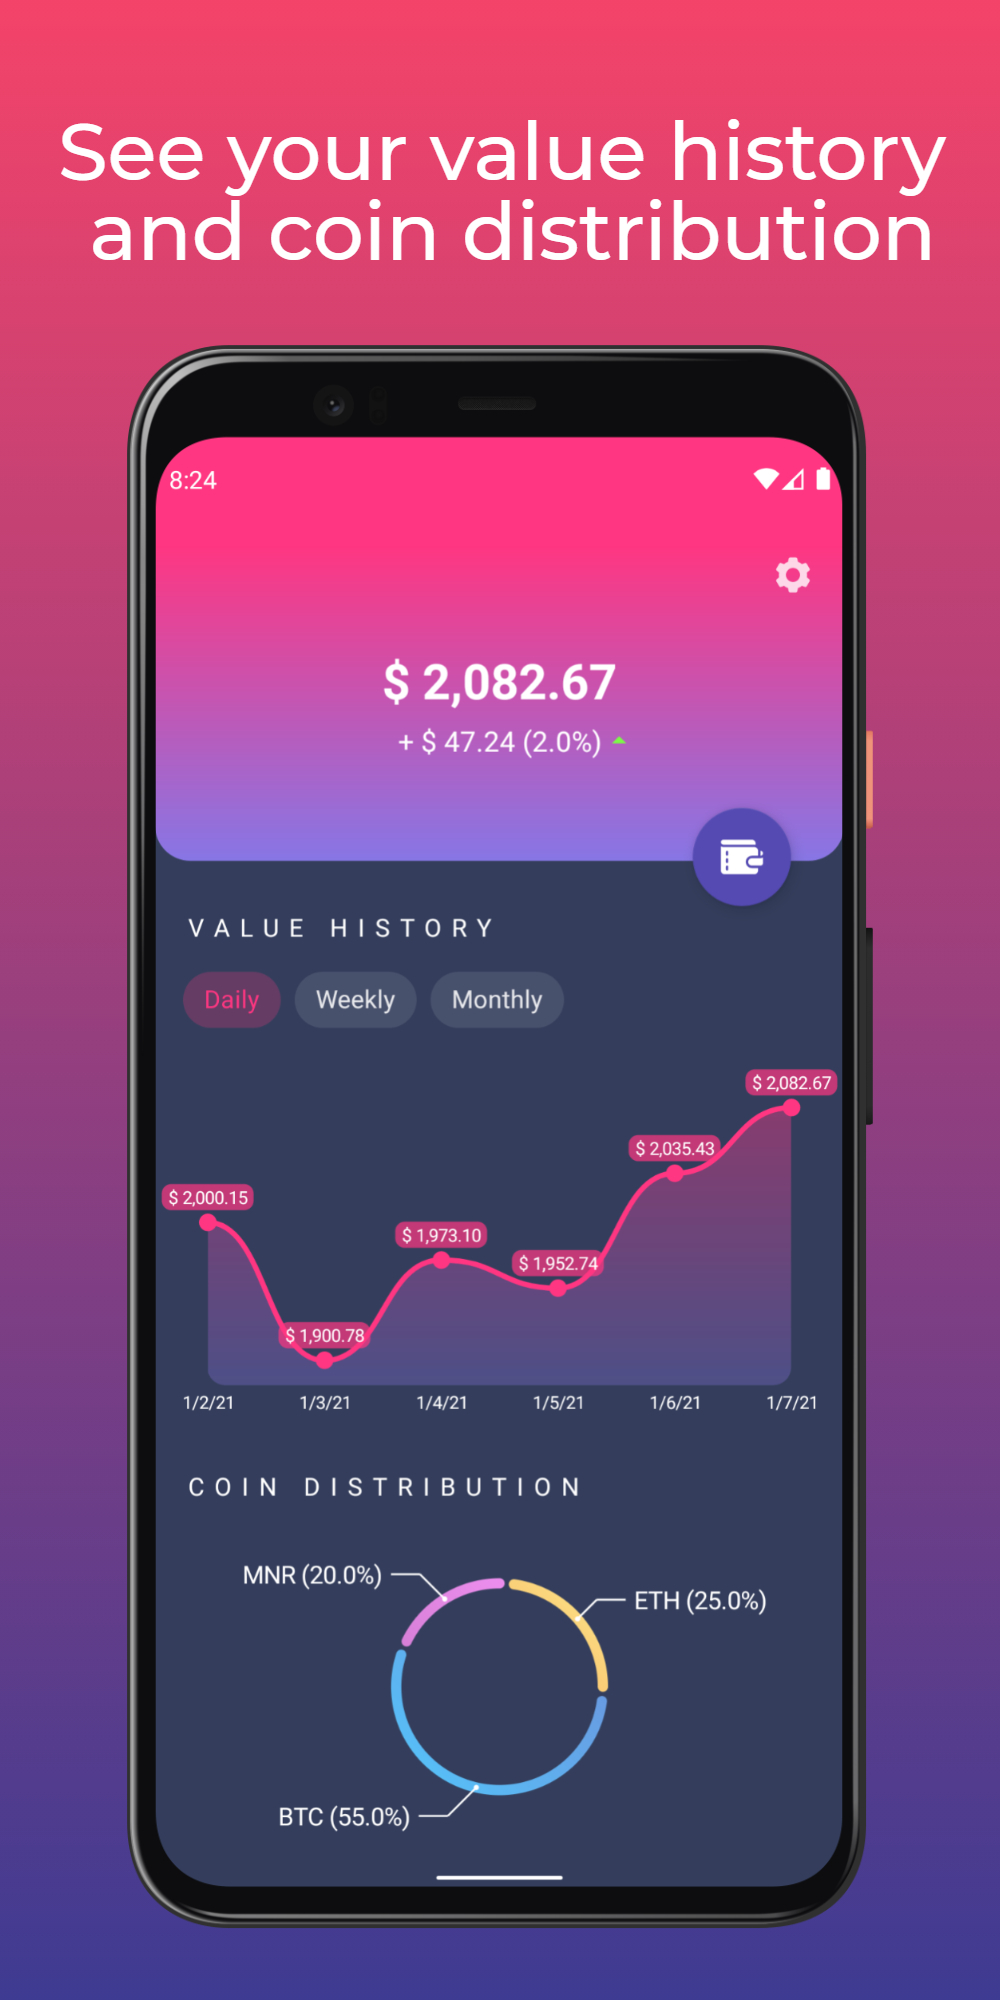 See your value history
and coin distribution
8:24
$ 2,082.67
+ $ 47.24 (2.0%)
VALUE HISTORY
Daily Weekly Monthly
$ 2,082.67
$ 2,035.43
$ 2,000.15
$ 1,973.10
$ 1,952.74
$ 1,900.78
1/2/21 1/3/21 1/4/21 1/5/21 1/6/21 1/7/21
COIN DISTRIBUTION
MNR (20.0%)
ETH (25.0%)
BTC (55.0%)